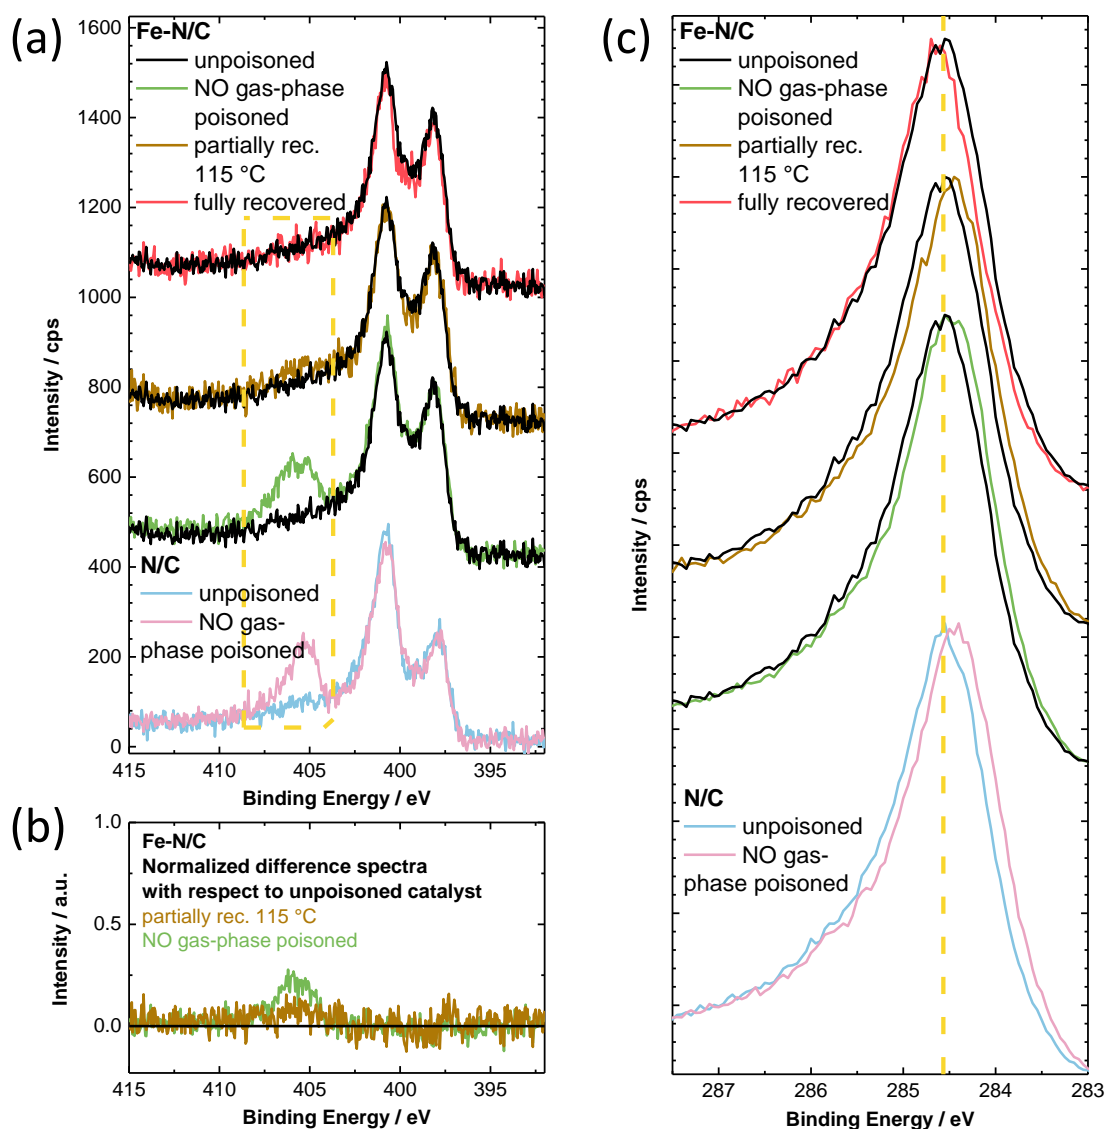 (a)
Fe-N/C
unpoisoned
NO gas-phase
poisoned
partially rec.
115 °C
fully recovered
N/C
unpoisoned
NO gas-
phase poisoned
1600
1400
1200
1000
800
600
400
200
0
Intensity / cps
415
410
405
400
395
Binding Energy / eV
(b)
Fe-N/C
Normalized difference spectra
with respect to unpoisoned catalyst
partially rec. 115 °C
NO gas-phase poisoned
1.0
0.5
0.0
Intensity / a.u.
415
410
405
400
395
Binding Energy / eV
(c)
Fe-N/C
unpoisoned
NO gas-phase
poisoned
partially rec.
115 °C
fully recovered
N/C
unpoisoned
NO gas-
phase poisoned
Intensity / cps
287
286
285
284
283
Binding Energy / eV